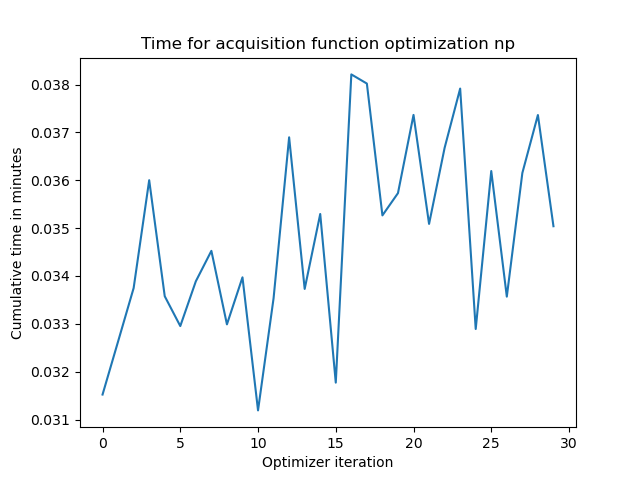 Time for acquisition function optimization np
0.038
0.037
0.036
0.035
0.034
0.033
0.032
0.031
Cumulative time in minutes
0 5 10 15 20 25 30
Optimizer iteration